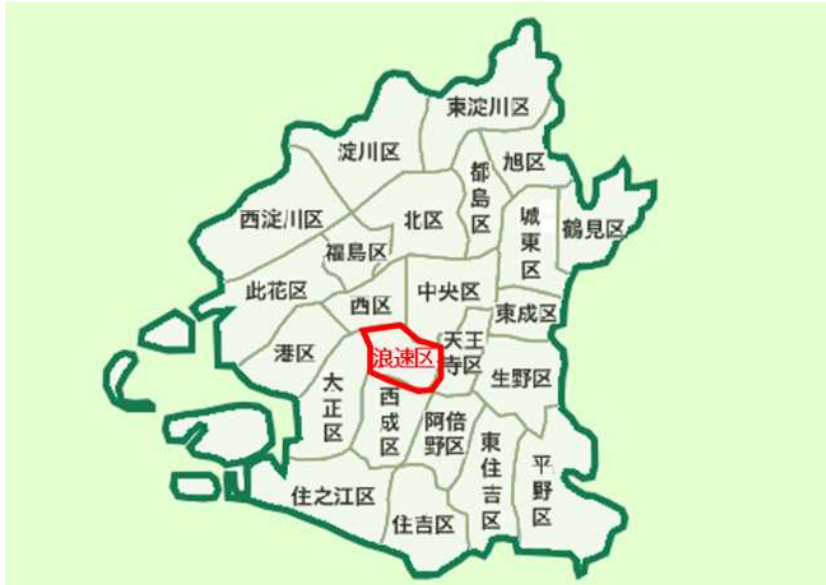 東淀川区
淀川区
旭区
都島区
西淀川区
北区
城東区
鶴見区
福島区
此花区
中央区
西区
東成区
港区
浪速区
天王寺区
生野区
大正区
西成区
阿倍野区
東住吉区
平野区
住之江区
住吉区